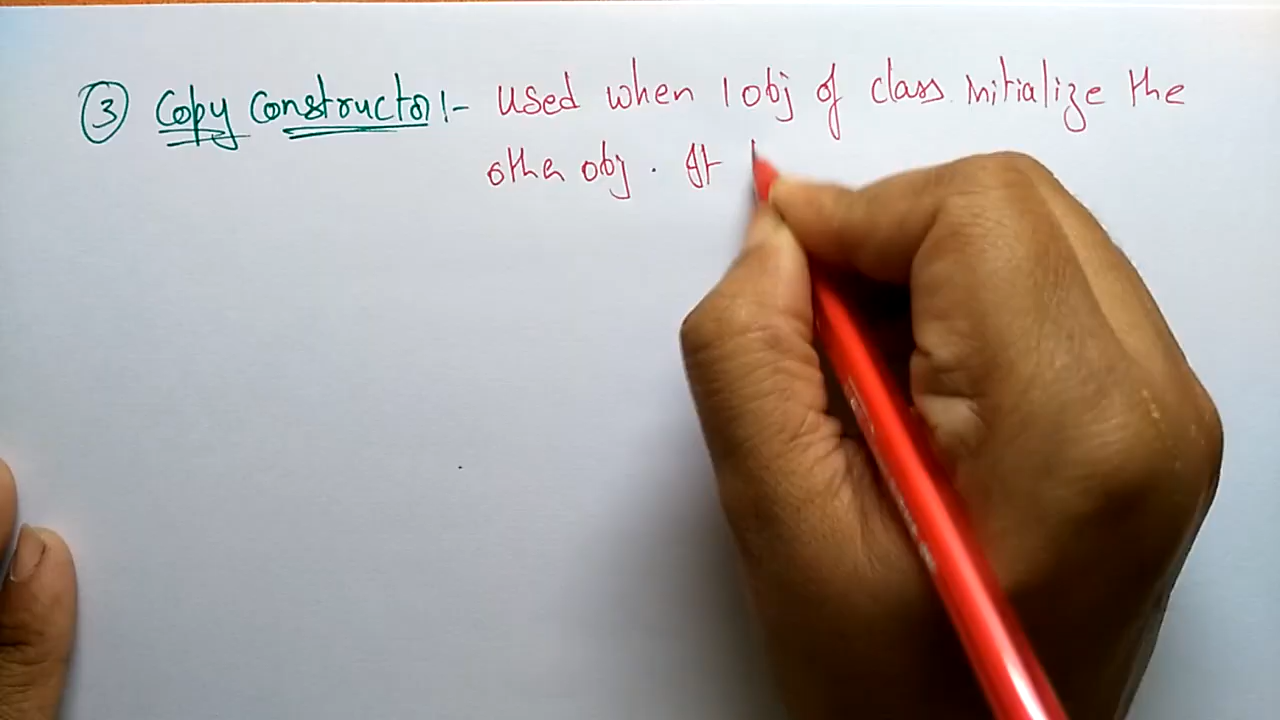 ③ Copy Constructor:- used when 1 obj of class initialize the
other obj. It